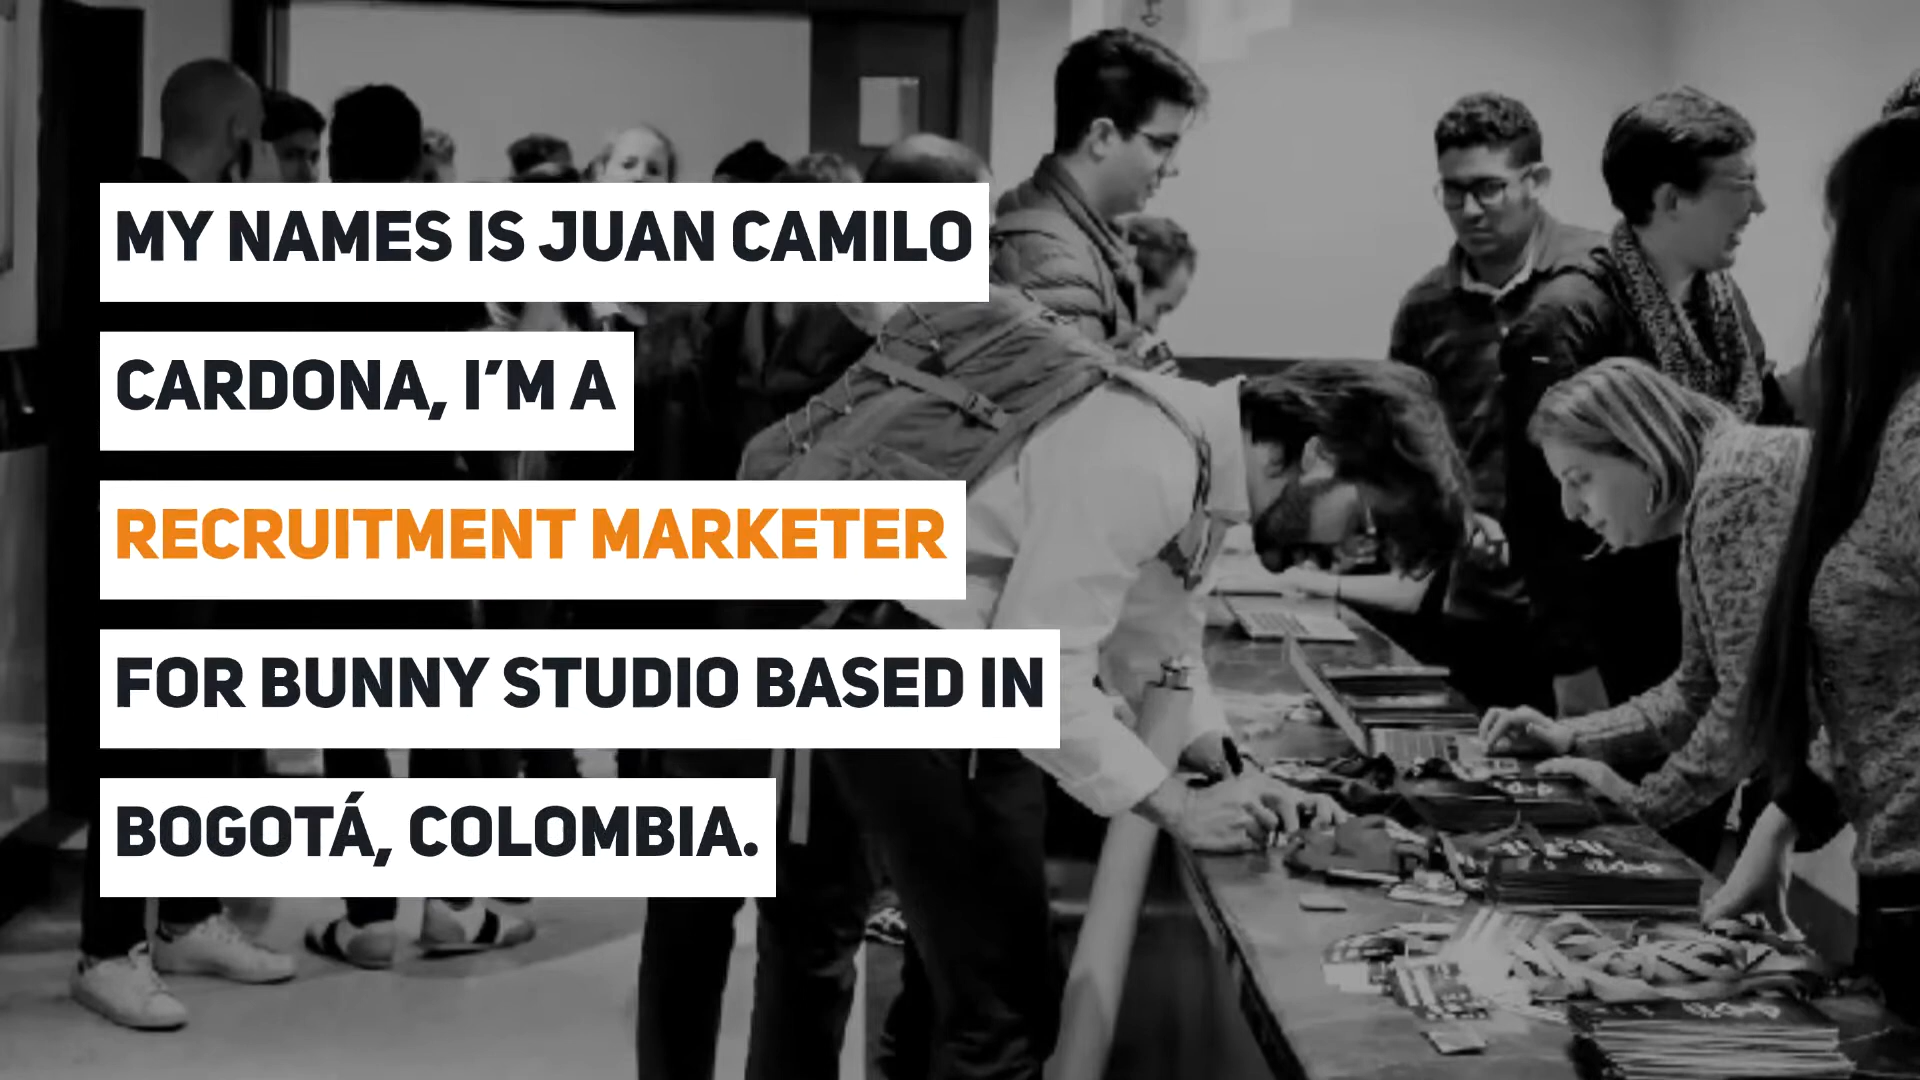 MY NAMES IS JUAN CAMILO
CARDONA, I'M A
RECRUITMENT MARKETER
FOR BUNNY STUDIO BASED IN
BOGOTÁ, COLOMBIA.